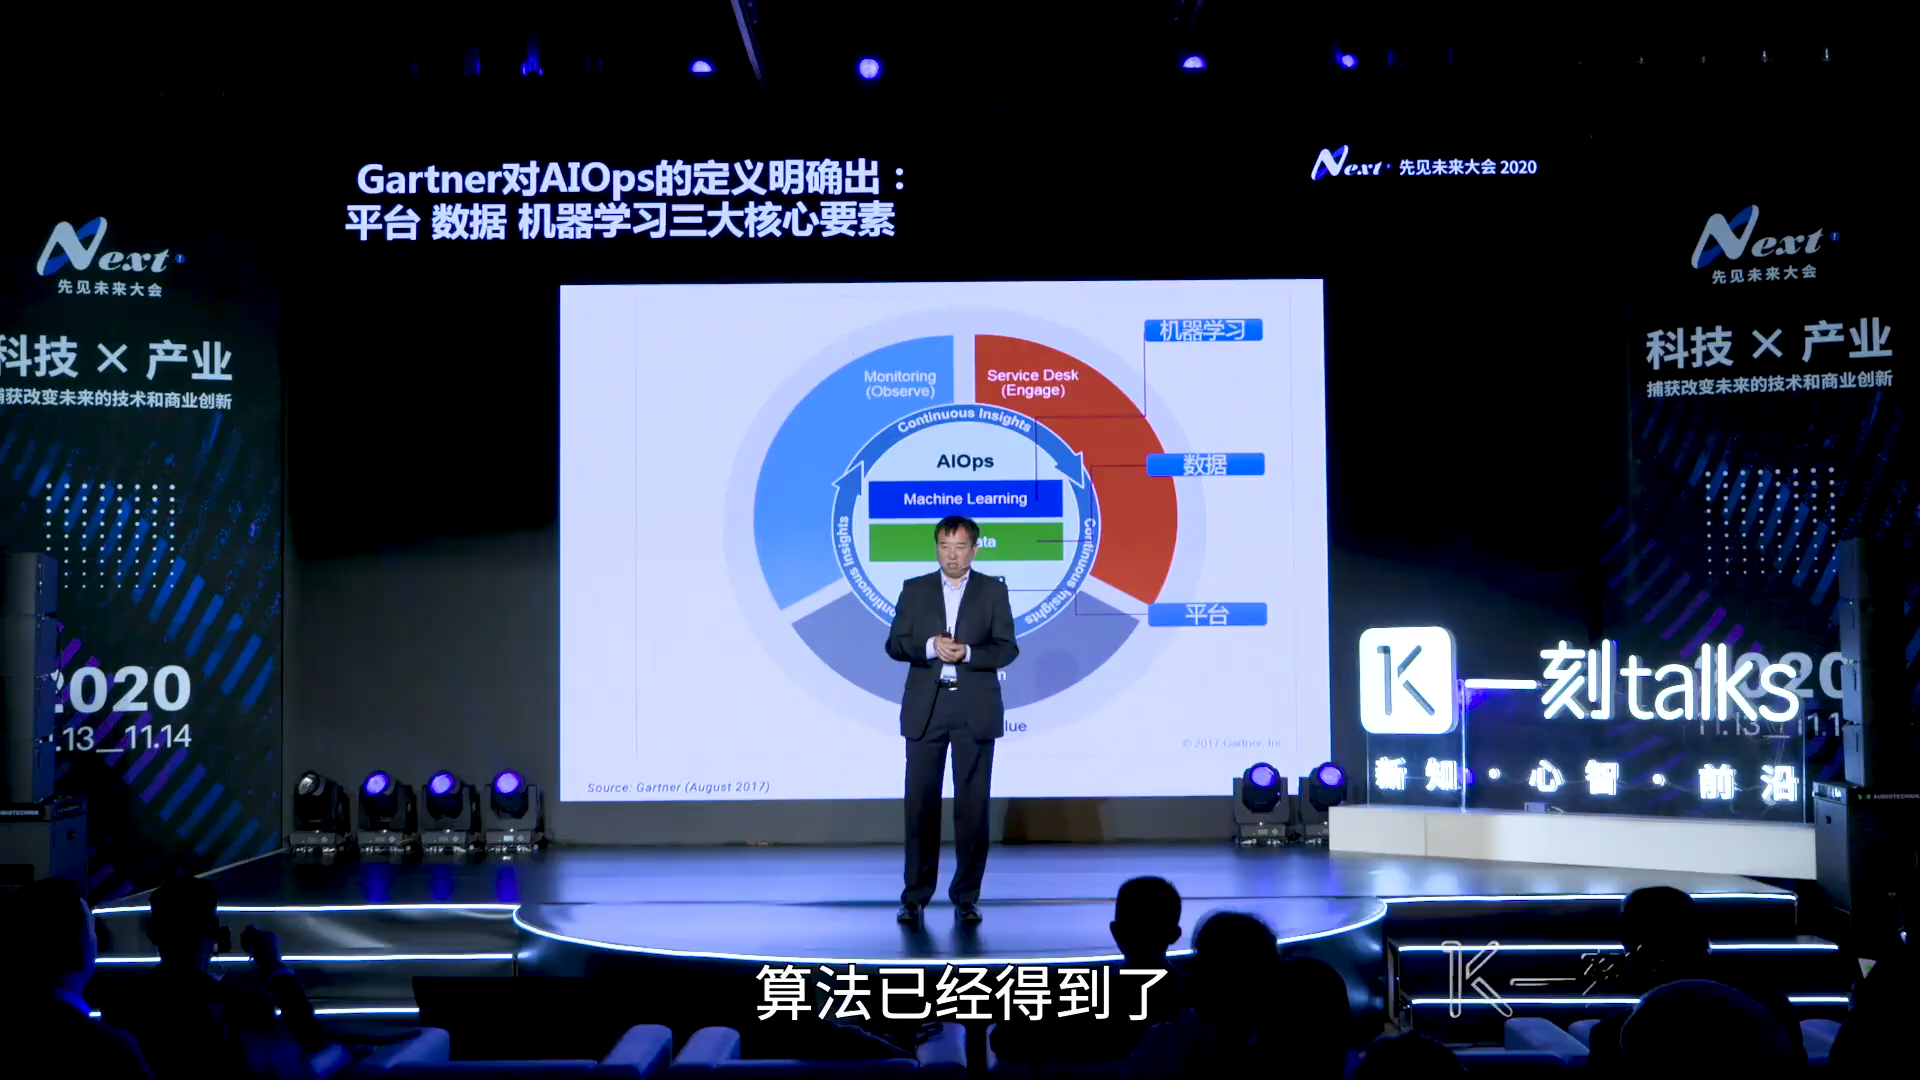 Gartner对AIOps的定义明确出：
平台 数据 机器学习三大核心要素
Next
先见未来大会 2020
Next
先见未来大会
科技 × 产业
捕获改变未来的技术和商业创新
2020
.13__11.14
Monitoring
(Observe)
Service Desk
(Engage)
Continuous Insights
Continuous Insights
Continuous Insights
AIOps
Machine Learning
机器学习
数据
平台
© 2017 Gartner, Inc
Source: Gartner (August 2017)
Next
先见未来大会
科技 × 产业
捕获改变未来的技术和商业创新
2020
K一刻talks
新知·心智·前沿
算法已经得到了